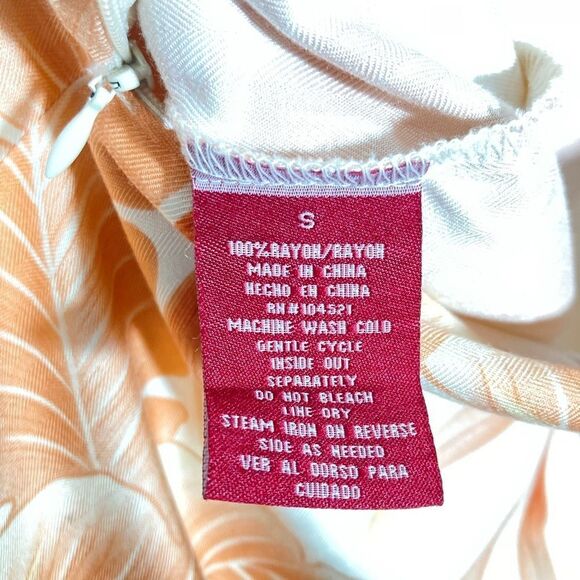 S
100%RAYON/RAYON
MADE IN CHINA
HECHO EN CHINA
RN#104521
MACHINE WASH COLD
GENTLE CYCLE
INSIDE OUT
SEPARATELY
DO NOT BLEACH
LINE DRY
STEAM IRON ON REVERSE
SIDE AS NEEDED
VER AL DORSO PARA
CUIDADO